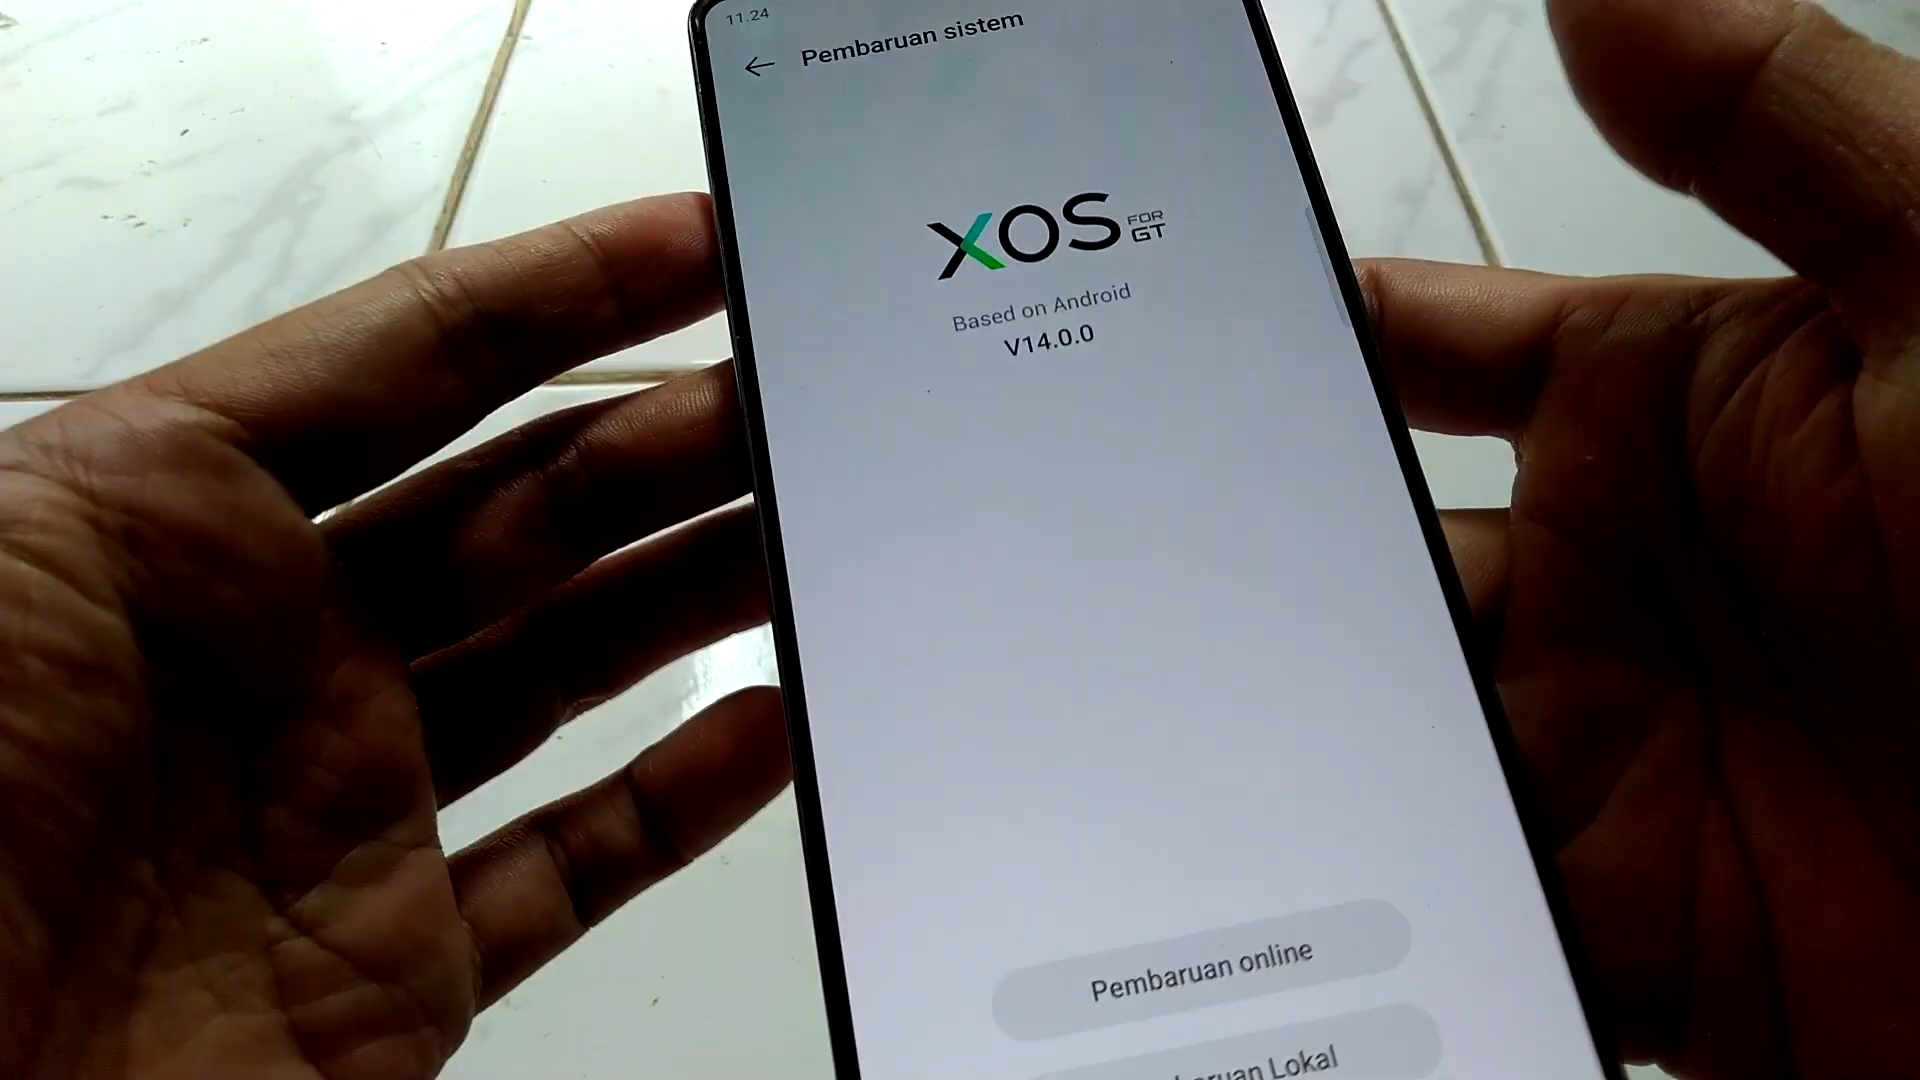 11.24
Pembaruan sistem
XOS FOR GT
Based on Android
V14.0.0
Pembaruan online
Lokal